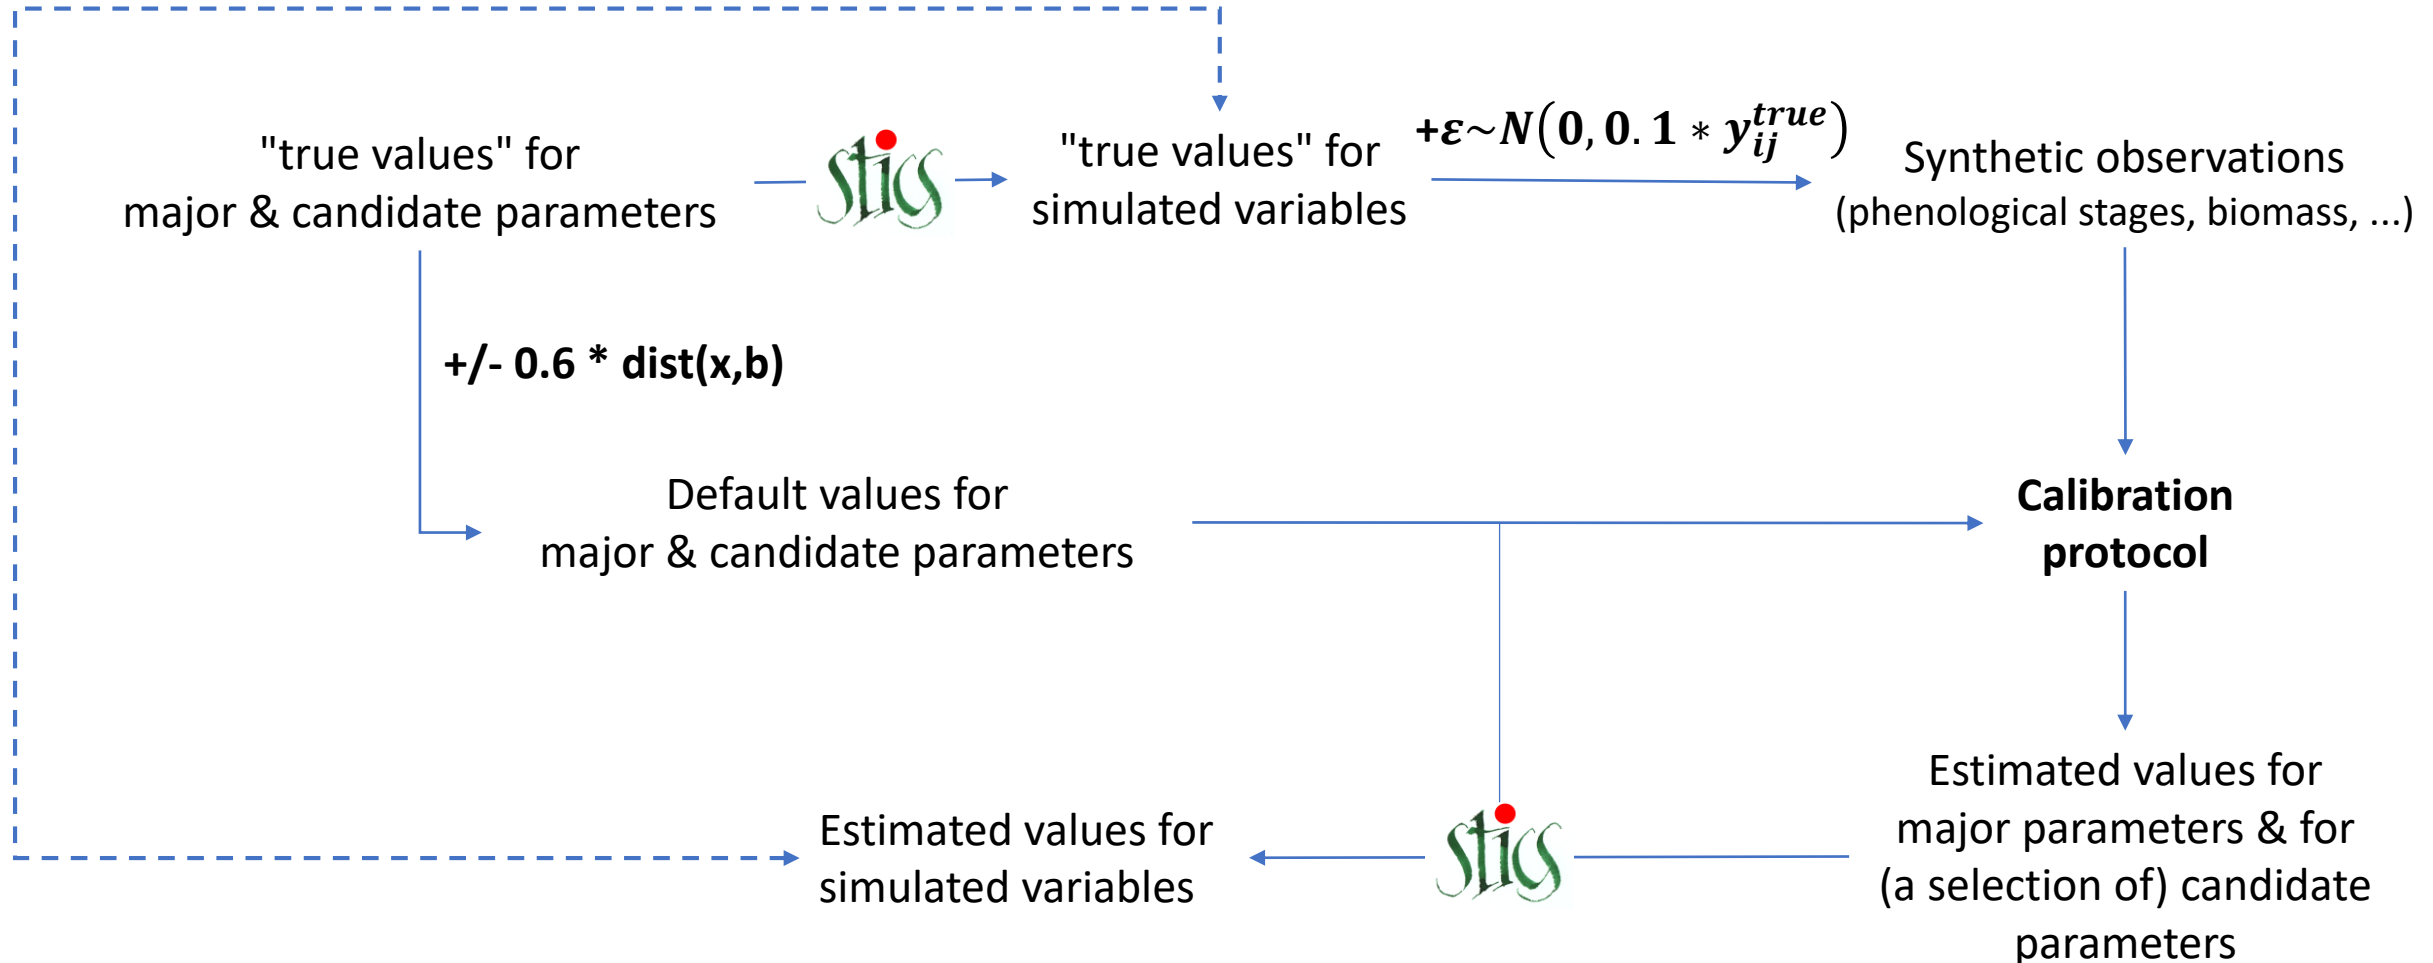 "true values" for
major & candidate parameters
stics
"true values" for
simulated variables
+ε~N(0, 0.1 * y_{ij}^{true})
Synthetic observations
(phenological stages, biomass, ...)
+/- 0.6 * dist(x,b)
Default values for
major & candidate parameters
Calibration
protocol
Estimated values for
simulated variables
stics
Estimated values for
major parameters & for
(a selection of) candidate
parameters